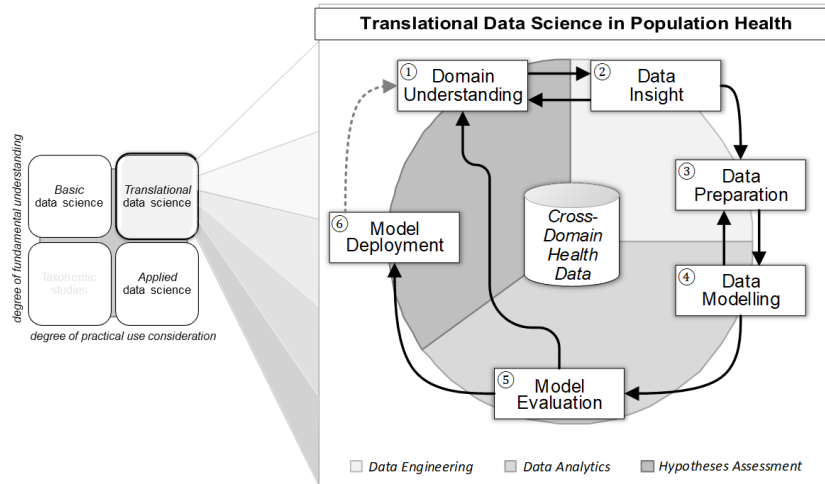 Translational Data Science in Population Health
① Domain
Understanding
② Data
Insight
③ Data
Preparation
④ Data
Modelling
⑤ Model
Evaluation
⑥ Model
Deployment
Cross-
Domain
Health
Data
Data Engineering
Data Analytics
Hypotheses Assessment
degree of fundamental understanding
Basic
data science
Translational
data science
Taxonomic
studies
Applied
data science
degree of practical use consideration